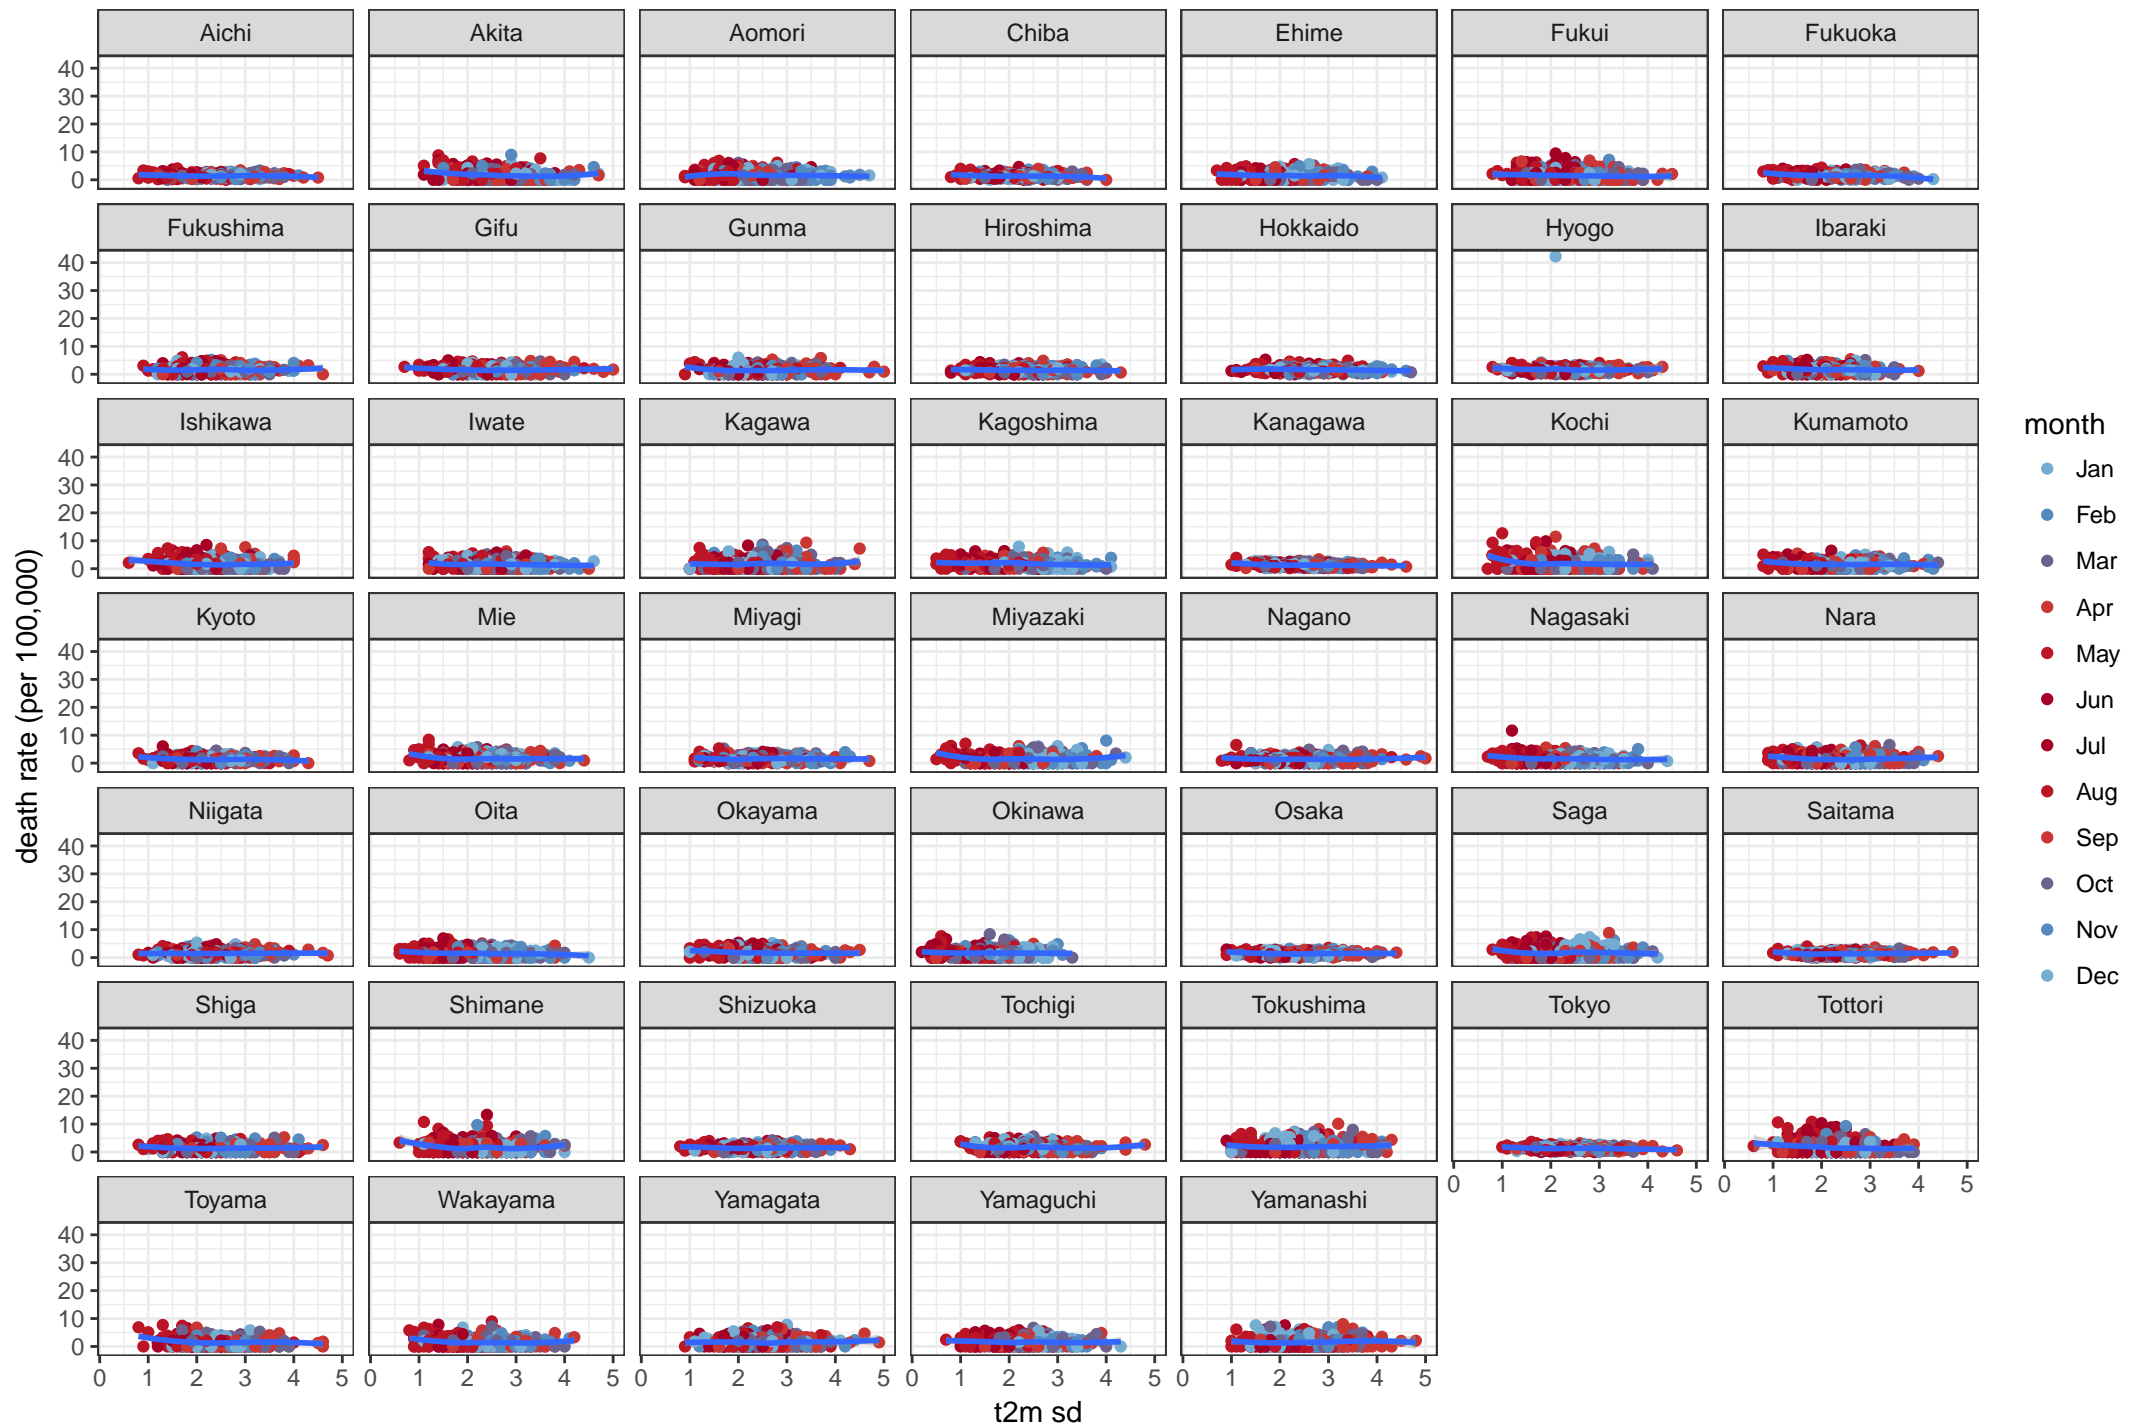 Aichi Akita Aomori Chiba Ehime Fukui Fukuoka
40
30
20
10
0
Fukushima Gifu Gunma Hiroshima Hokkaido Hyogo Ibaraki
40
30
20
10
0
Ishikawa Iwate Kagawa Kagoshima Kanagawa Kochi Kumamoto
40
30
20
10
0
Kyoto Mie Miyagi Miyazaki Nagano Nagasaki Nara
40
30
20
10
0
Niigata Oita Okayama Okinawa Osaka Saga Saitama
40
30
20
10
0
Shiga Shimane Shizuoka Tochigi Tokushima Tokyo Tottori
40
30
20
10
0
0 1 2 3 4 5 0 1 2 3 4 5
Toyama Wakayama Yamagata Yamaguchi Yamanashi
40
30
20
10
0
0 1 2 3 4 5 0 1 2 3 4 5 0 1 2 3 4 5 0 1 2 3 4 5 0 1 2 3 4 5
t2m sd
death rate (per 100,000)
month
Jan
Feb
Mar
Apr
May
Jun
Jul
Aug
Sep
Oct
Nov
Dec